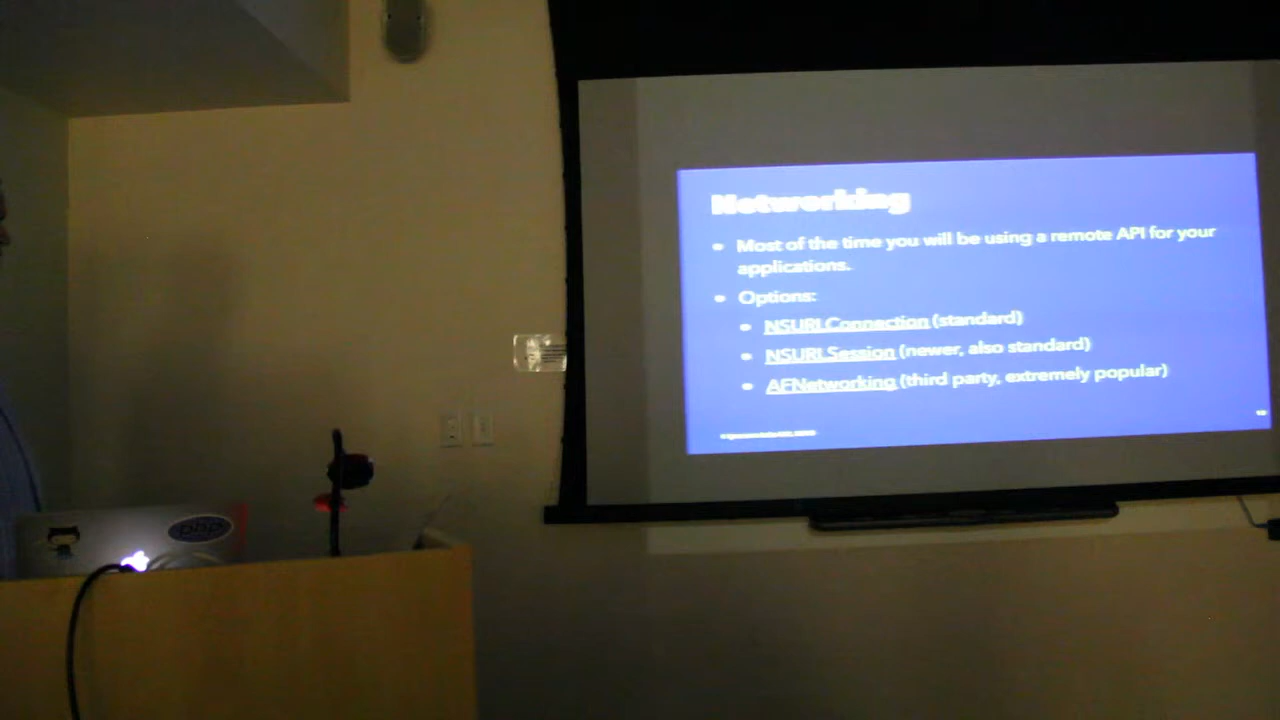 Networking
• Most of the time you will be using a remote API for your
applications.
• Options:
• NSURLConnection (standard)
• NSURLSession (newer, also standard)
• AFNetworking (third party, extremely popular)
php